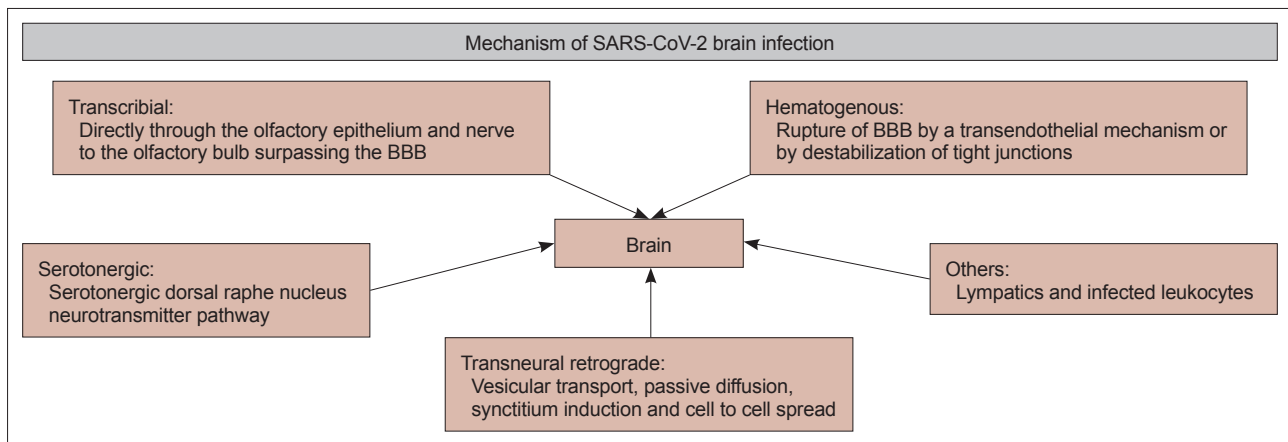 Mechanism of SARS-CoV-2 brain infection
Transcribial:
Directly through the olfactory epithelium and nerve
to the olfactory bulb surpassing the BBB
Hematogenous:
Rupture of BBB by a transendothelial mechanism or
by destabilization of tight junctions
Brain
Serotonergic:
Serotonergic dorsal raphe nucleus
neurotransmitter pathway
Others:
Lympatics and infected leukocytes
Transneural retrograde:
Vesicular transport, passive diffusion,
synctitium induction and cell to cell spread